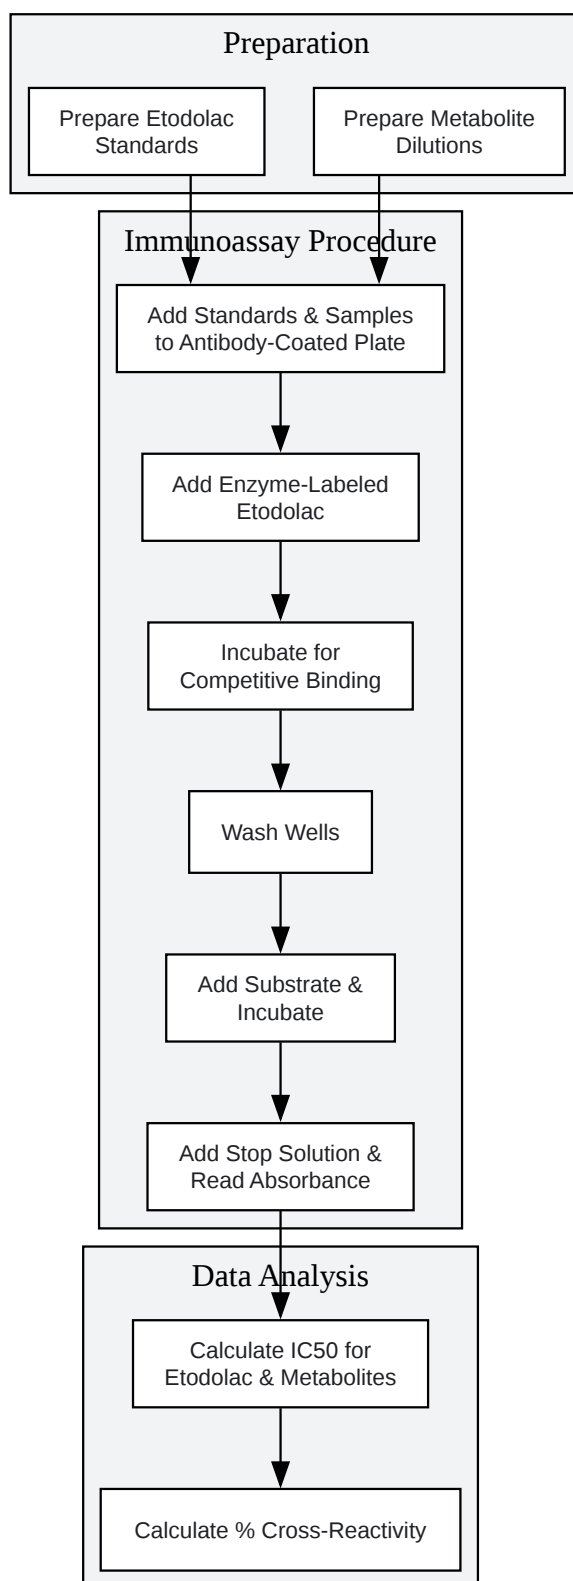 Preparation
Prepare Etodolac
Standards
Prepare Metabolite
Dilutions
Immunoassay Procedure
Add Standards & Samples
to Antibody-Coated Plate
Add Enzyme-Labeled
Etodolac
Incubate for
Competitive Binding
Wash Wells
Add Substrate &
Incubate
Add Stop Solution &
Read Absorbance
Data Analysis
Calculate IC50 for
Etodolac & Metabolites
Calculate % Cross-Reactivity